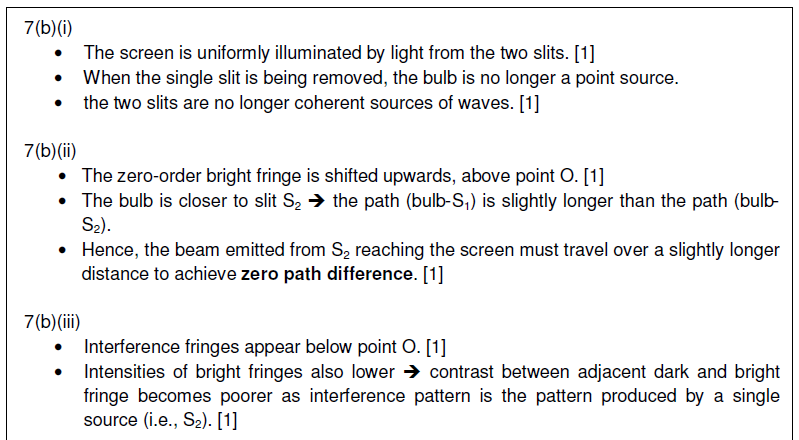 7(b)(i)
• The screen is uniformly illuminated by light from the two slits. [1]
• When the single slit is being removed, the bulb is no longer a point source.
• the two slits are no longer coherent sources of waves. [1]
7(b)(ii)
• The zero-order bright fringe is shifted upwards, above point O. [1]
• The bulb is closer to slit S₂ ➔ the path (bulb-S₁) is slightly longer than the path (bulb-
S₂).
• Hence, the beam emitted from S₂ reaching the screen must travel over a slightly longer
distance to achieve zero path difference. [1]
7(b)(iii)
• Interference fringes appear below point O. [1]
• Intensities of bright fringes also lower ➔ contrast between adjacent dark and bright
fringe becomes poorer as interference pattern is the pattern produced by a single
source (i.e., S₂). [1]